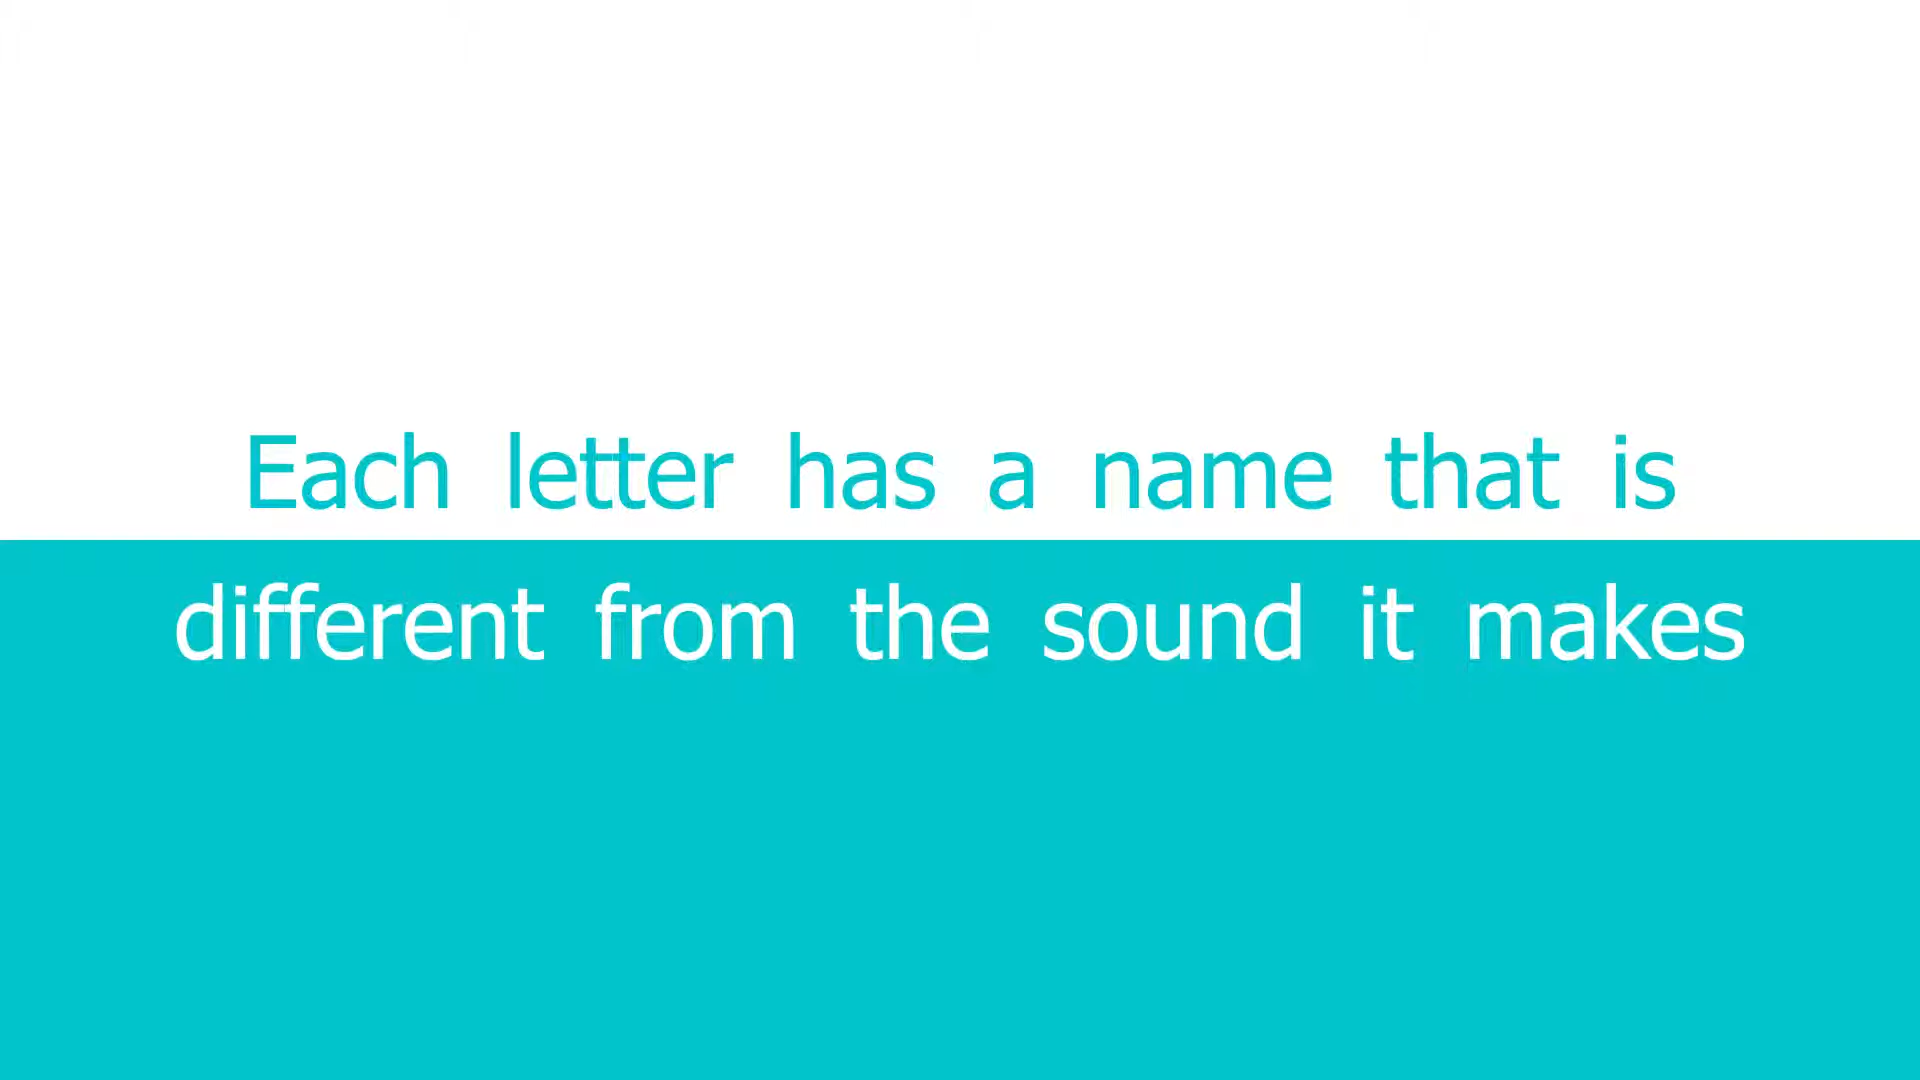 Each letter has a name that is
different from the sound it makes